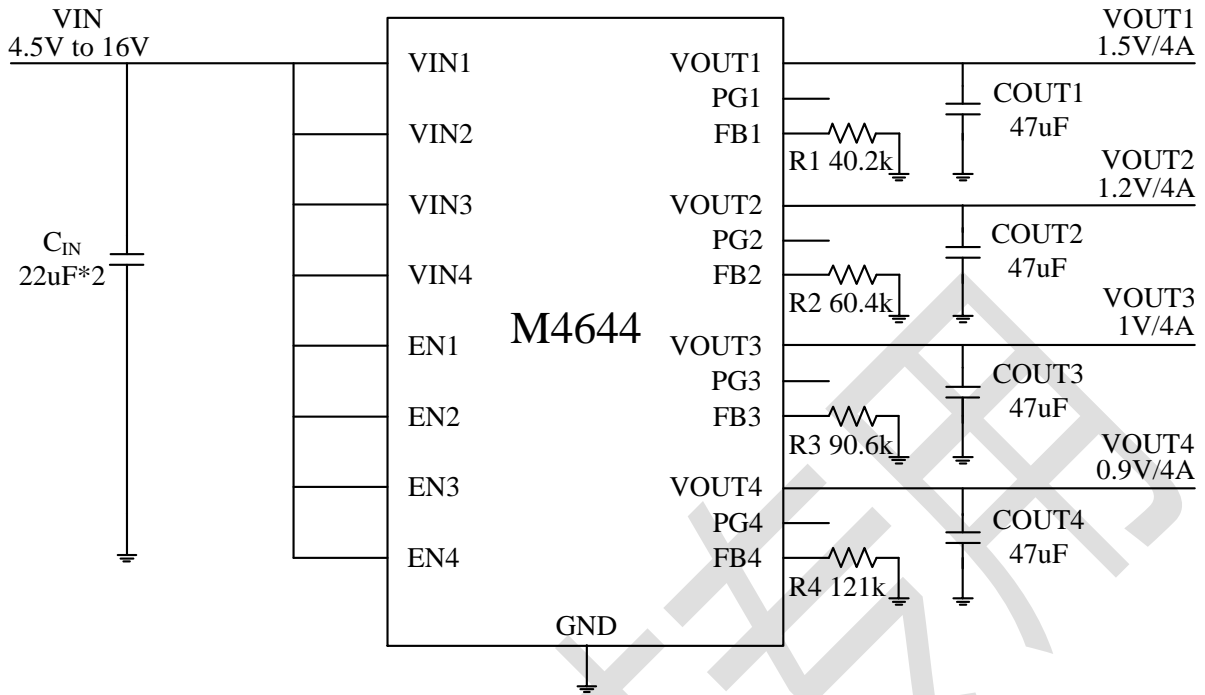 VIN
4.5V to 16V
CIN
22uF*2
VIN1
VIN2
VIN3
VIN4
EN1
EN2
EN3
EN4
M4644
GND
VOUT1
PG1
FB1
VOUT2
PG2
FB2
VOUT3
PG3
FB3
VOUT4
PG4
FB4
R1 40.2k
R2 60.4k
R3 90.6k
R4 121k
VOUT1
1.5V/4A
COUT1
47uF
VOUT2
1.2V/4A
COUT2
47uF
VOUT3
1V/4A
COUT3
47uF
VOUT4
0.9V/4A
COUT4
47uF
专用